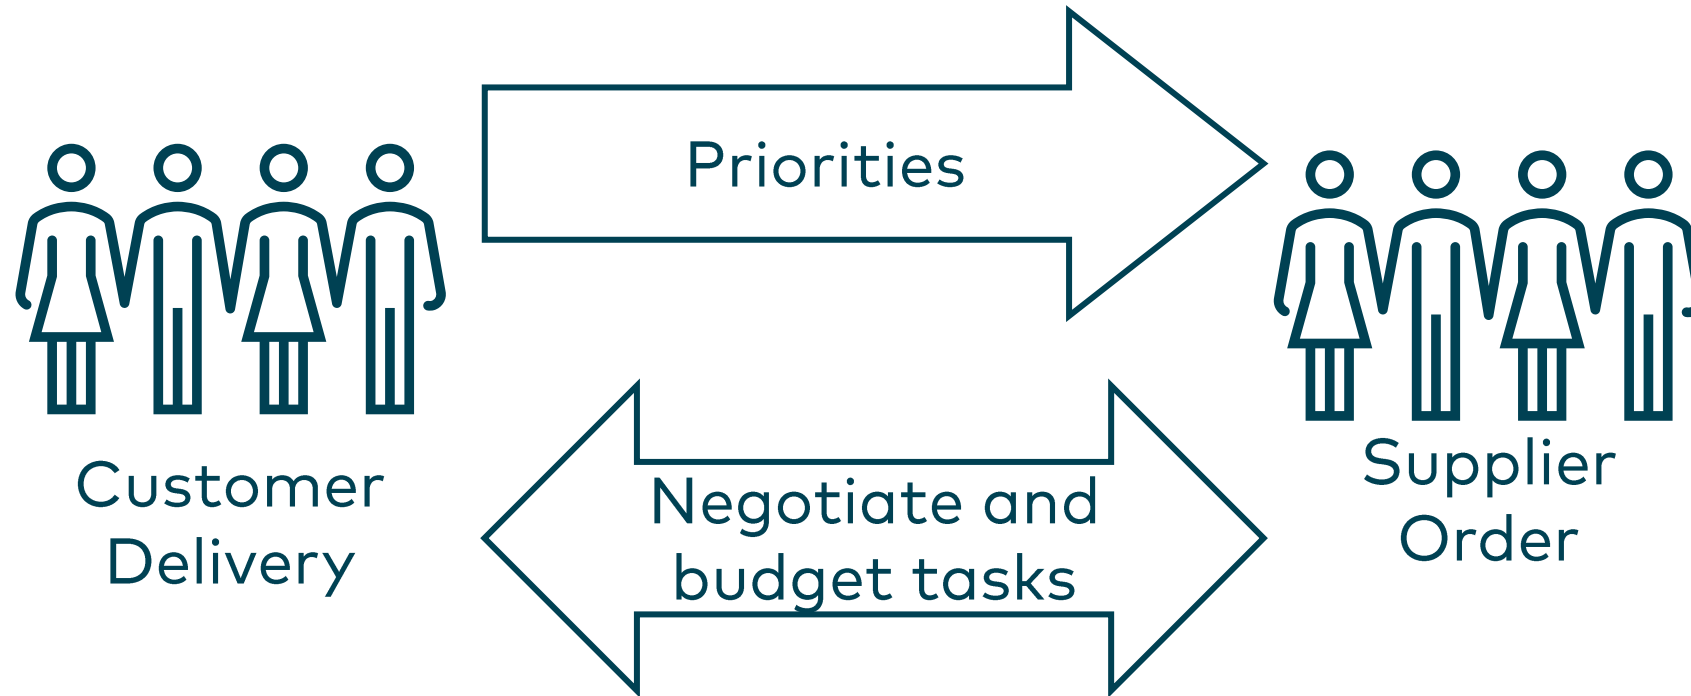 Priorities
Customer
Delivery
Negotiate and
budget tasks
Supplier
Order